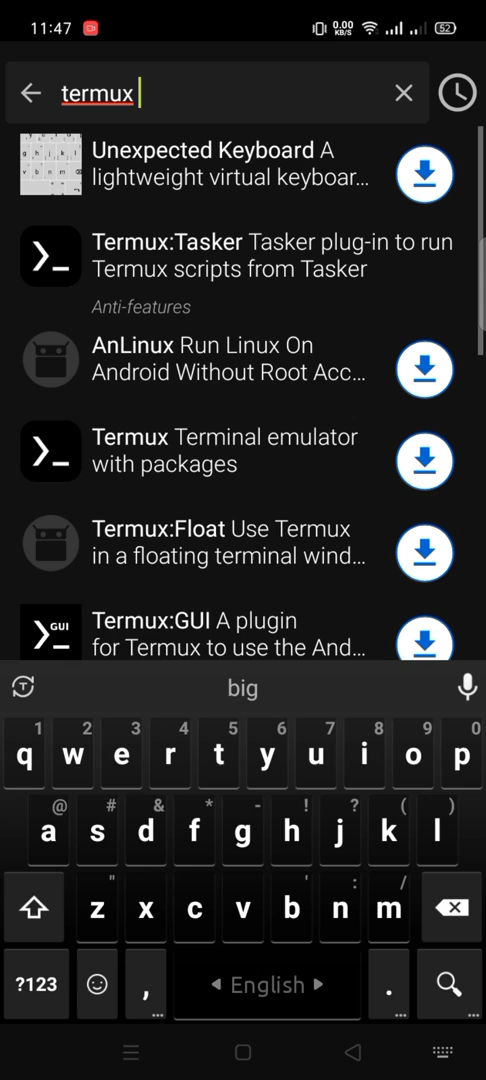 11:47 0.00 KB/S 52
termux
Unexpected Keyboard A
lightweight virtual keyboar...
Termux:Tasker Tasker plug-in to run
Termux scripts from Tasker
Anti-features
AnLinux Run Linux On
Android Without Root Acc...
Termux Terminal emulator
with packages
Termux:Float Use Termux
in a floating terminal wind...
GUI
Termux:GUI A plugin
for Termux to use the And...
T big
1 2 3 4 5 6 7 8 9 0
q w e r t y u i o p
@ # & * - ! ? ( )
a s d f g h j k l
" ' : /
z x c v b n m
?123 , English .
... ... ...